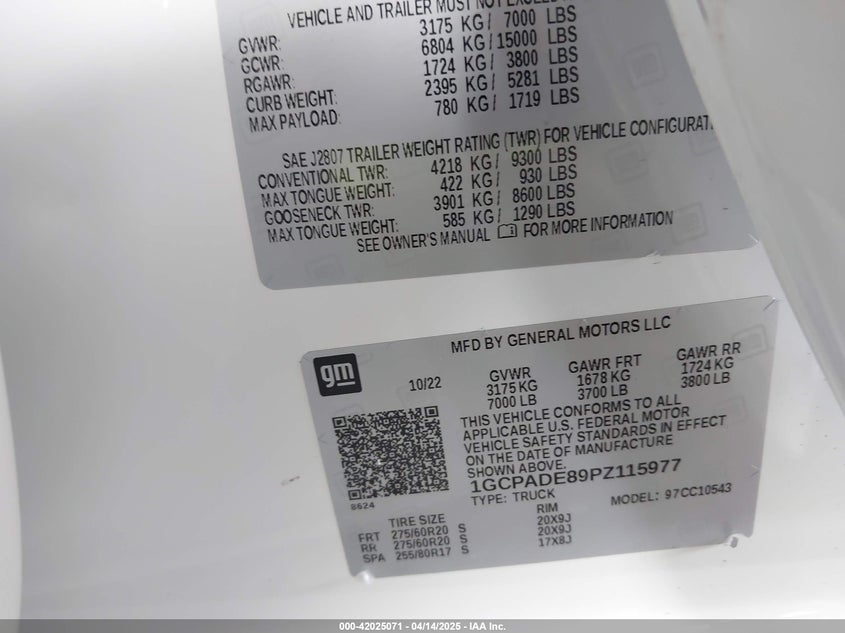 VEHICLE AND TRAILER MUST NOT EXCEED
GVWR: 3175 KG/ 7000 LBS
GCWR: 6804 KG/15000 LBS
RGAWR: 1724 KG/ 3800 LBS
CURB WEIGHT: 2395 KG/ 5281 LBS
MAX PAYLOAD: 780 KG/ 1719 LBS
SAE J2807 TRAILER WEIGHT RATING (TWR) FOR VEHICLE
CONVENTIONAL TWR: 4218 KG/ 9300 LBS
MAX TONGUE WEIGHT: 422 KG/ 930 LBS
GOOSENECK TWR: 3901 KG/ 8600 LBS
MAX TONGUE WEIGHT: 585 KG/ 1290 LBS
SEE OWNER'S MANUAL FOR MORE INFORMATION
MFD BY GENERAL MOTORS LLC
gm
10/22
GVWR GAWR FRT GAWR RR
3175 KG 1678 KG 1724 KG
7000 LB 3700 LB 3800 LB
THIS VEHICLE CONFORMS TO ALL
APPLICABLE U.S. FEDERAL MOTOR
VEHICLE SAFETY STANDARDS IN EFFECT
ON THE DATE OF MANUFACTURE
SHOWN ABOVE.
1GCPADE89PZ115977
TYPE: TRUCK MODEL: 97CC10543
8624
TIRE SIZE RIM
FRT 275/60R20 S 20X9J
RR 275/60R20 S 20X9J
SPA 255/80R17 S 17X8J
000-42025071 - 04/14/2025 - IAA Inc.